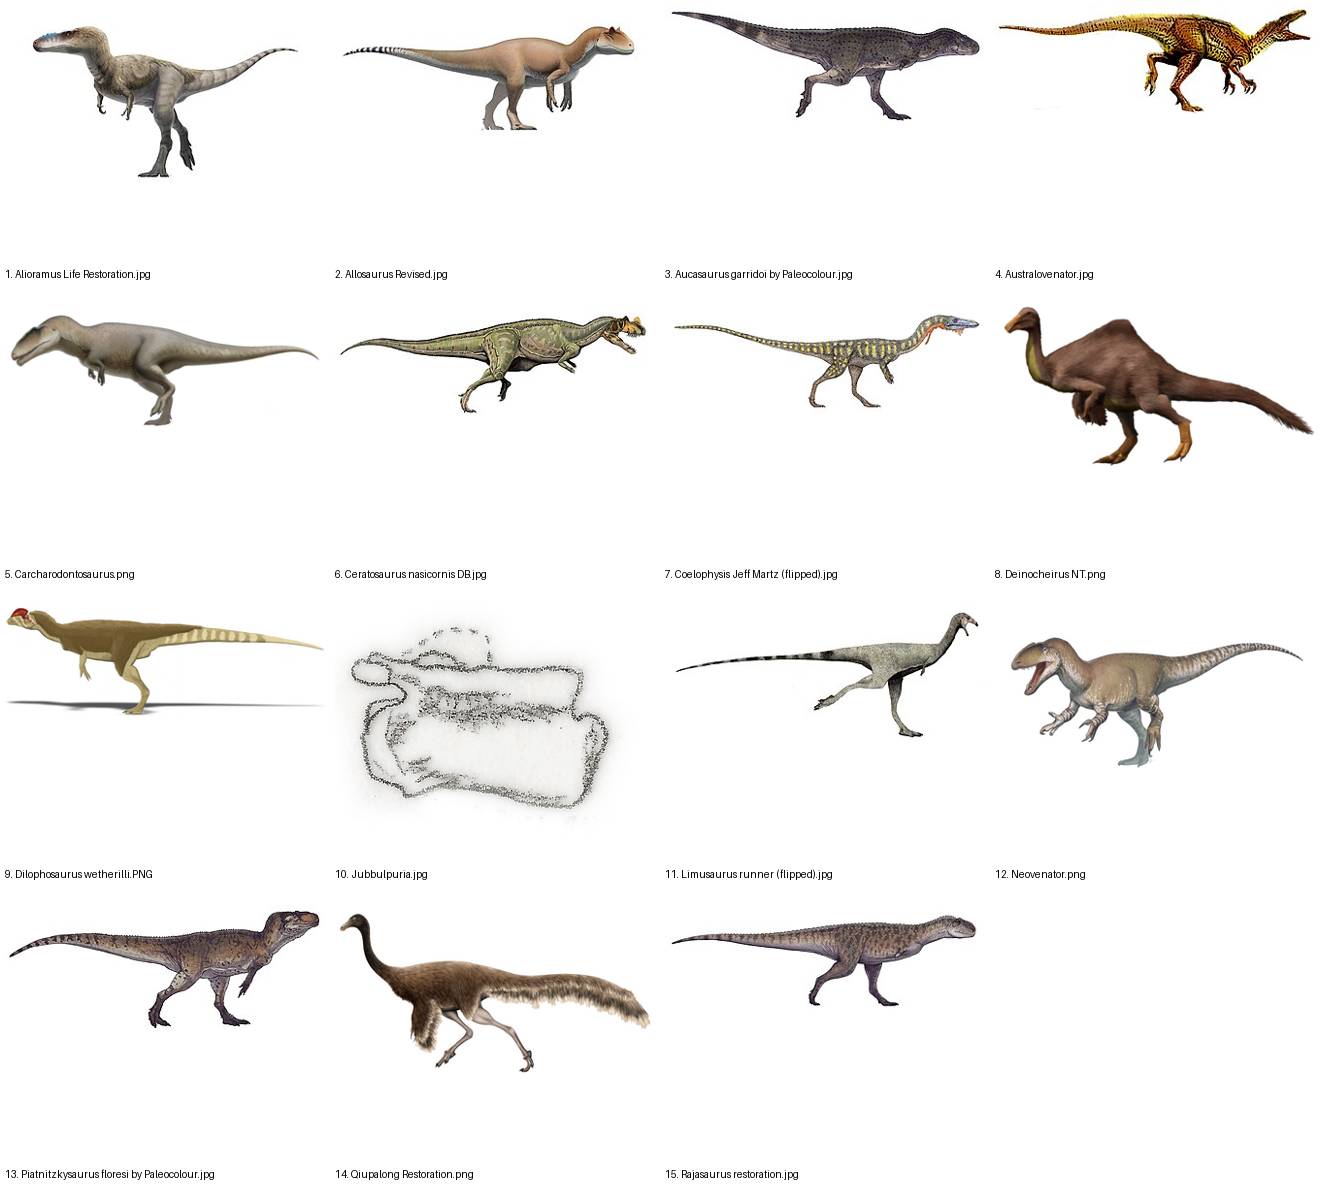 1. Alioramus Life Restoration.jpg
2. Allosaurus Revised.jpg
3. Aucasaurus garridoi by Paleocolour.jpg
4. Australovenator.jpg
5. Carcharodontosaurus.png
6. Ceratosaurus nasicornis DB.jpg
7. Coelophysis Jeff Martz (flipped).jpg
8. Deinocheirus NT.png
9. Dilophosaurus wetherilli.PNG
10. Jubbulpuria.jpg
11. Limusaurus runner (flipped).jpg
12. Neovenator.png
13. Piatnitzkysaurus floresi by Paleocolour.jpg
14. Qiupalong Restoration.png
15. Rajasaurus restoration.jpg